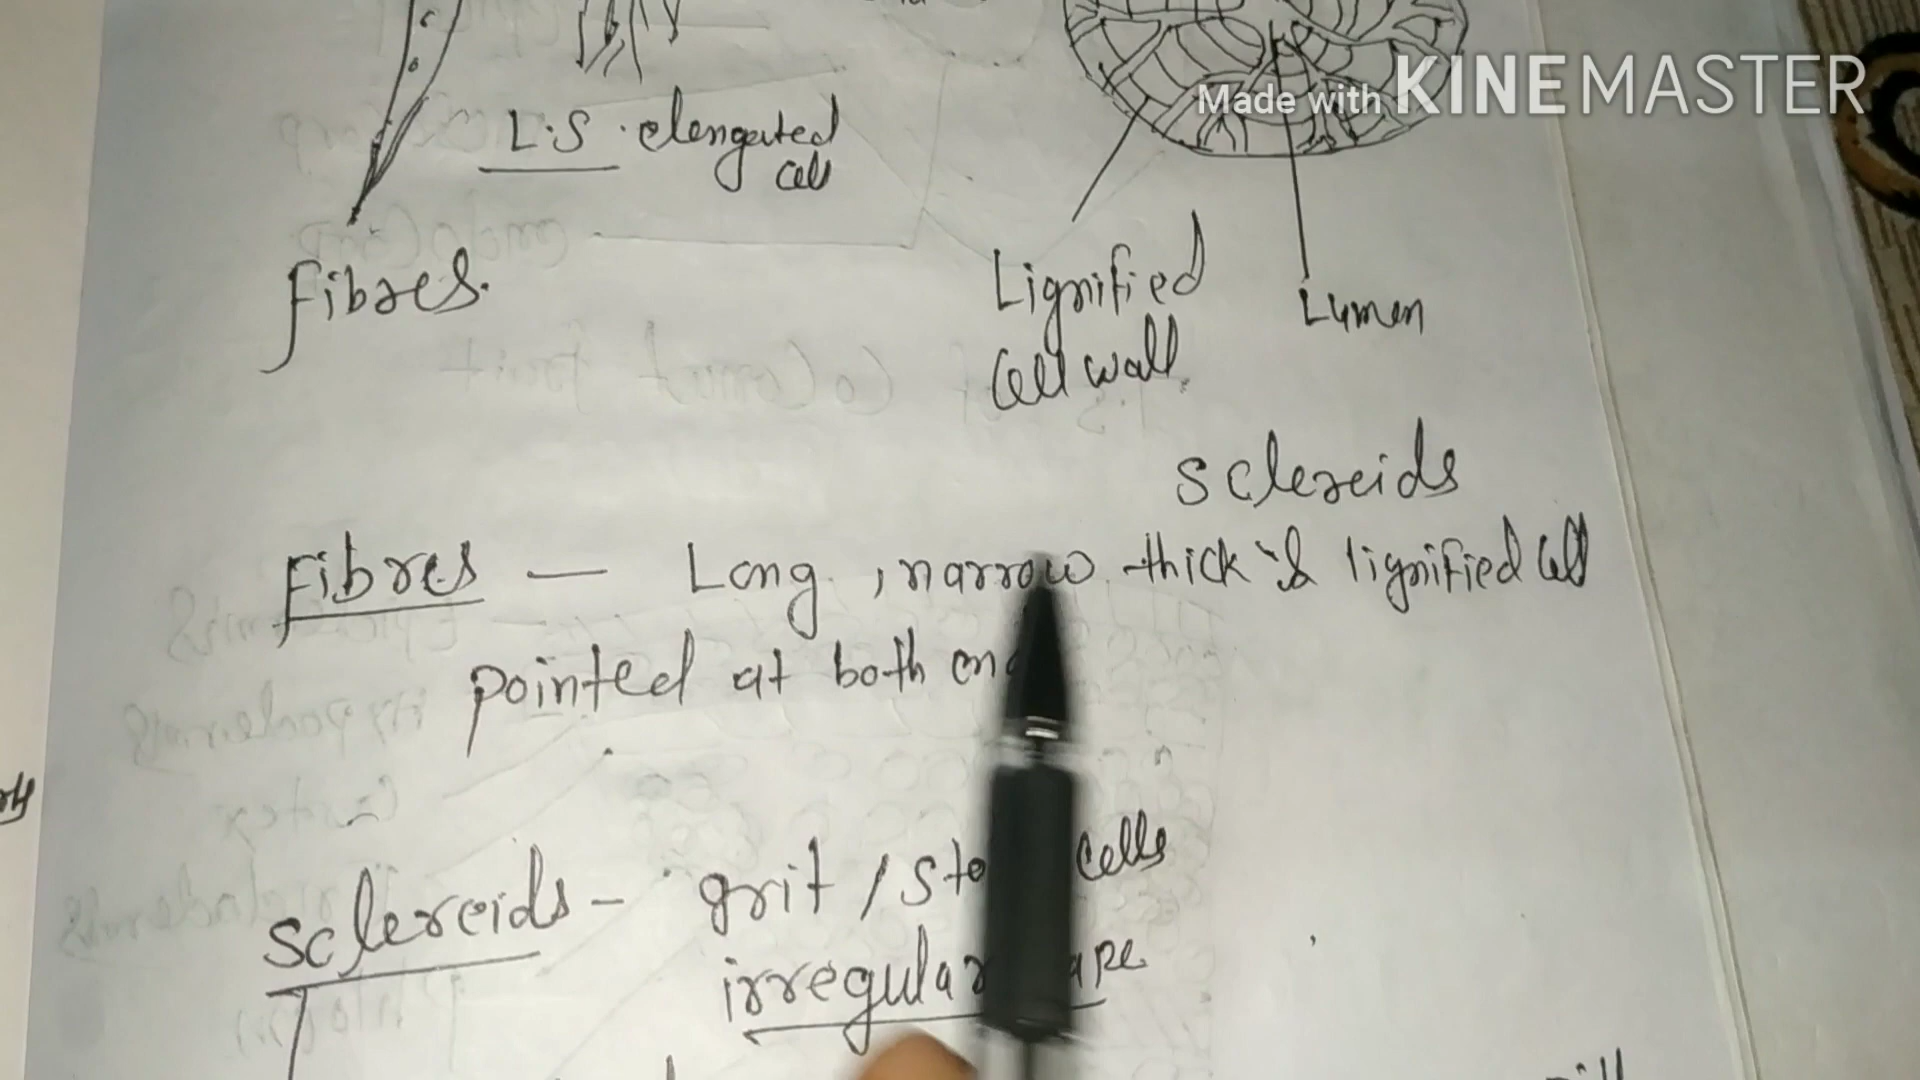 Made with KINEMASTER
L.S. elongated
cell
Fibres.
Lignified
cell wall
Lumen
Sclereids
Fibres — Long, narrow thick & lignified cell
pointed at both
Sclereids - grit / cells
irregular